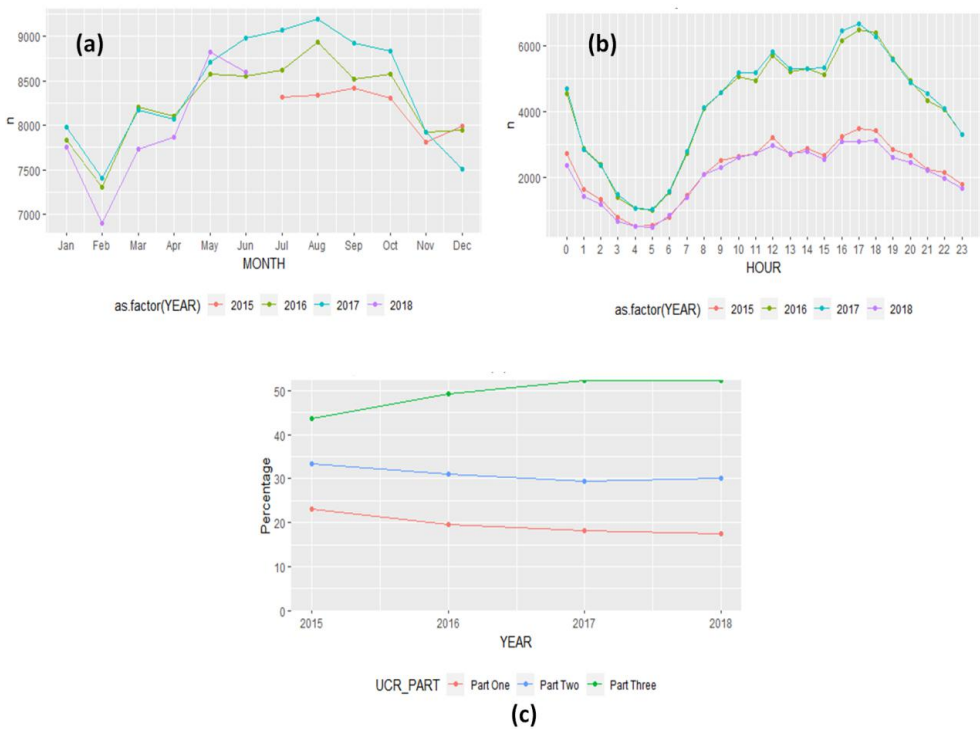 (a)
n
9000
8500
8000
7500
7000
Jan Feb Mar Apr May Jun Jul Aug Sep Oct Nov Dec
MONTH
as.factor(YEAR) 2015 2016 2017 2018
(b)
n
6000
4000
2000
0 1 2 3 4 5 6 7 8 9 10 11 12 13 14 15 16 17 18 19 20 21 22 23
HOUR
as.factor(YEAR) 2015 2016 2017 2018
Percentage
50
40
30
20
10
0
2015 2016 2017 2018
YEAR
UCR_PART Part One Part Two Part Three
(c)